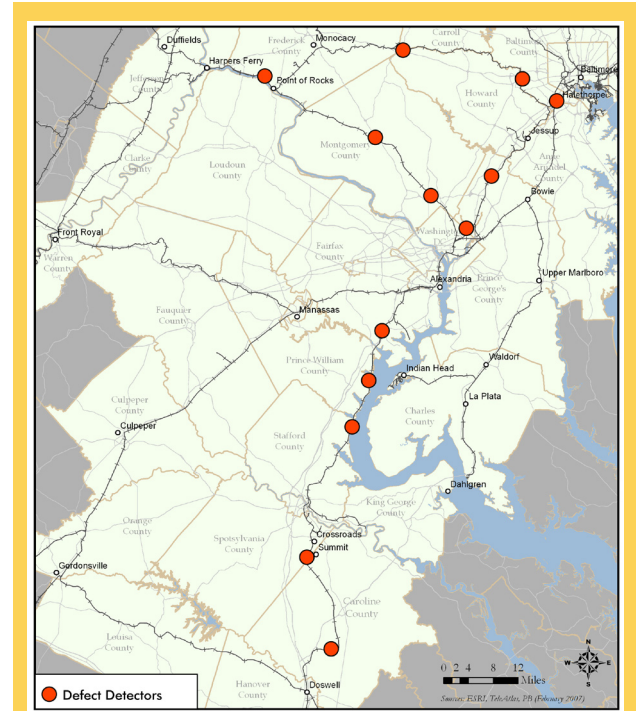 Duffields
Frederick
County
Monocacy
Carroll
County
Baltimore
County
Harpers Ferry
Baltimore
Jefferson
County
Point of Rocks
Howard
County
Halethorpe
Jessup
Montgomery
County
Clarke
County
Loudoun
County
Anne
Arundel
County
Bowie
Washington
Front Royal
Warren
County
Fairfax
County
Alexandria
Prince
George's
County
Upper Marlboro
Fauquier
County
Manassas
Prince William
County
Waldorf
Indian Head
La Plata
Culpeper
County
Charles
County
Culpeper
Stafford
County
Dahlgren
King George
County
Orange
County
Spotsylvania
County
Crossroads
Summit
Gordonsville
Caroline
County
Louisa
County
N
W E
S
0 2 4 8 12
Miles
Hanover
County
Doswell
Defect Detectors
Sources: ESRI, TeleAtlas, PB (February 2007)